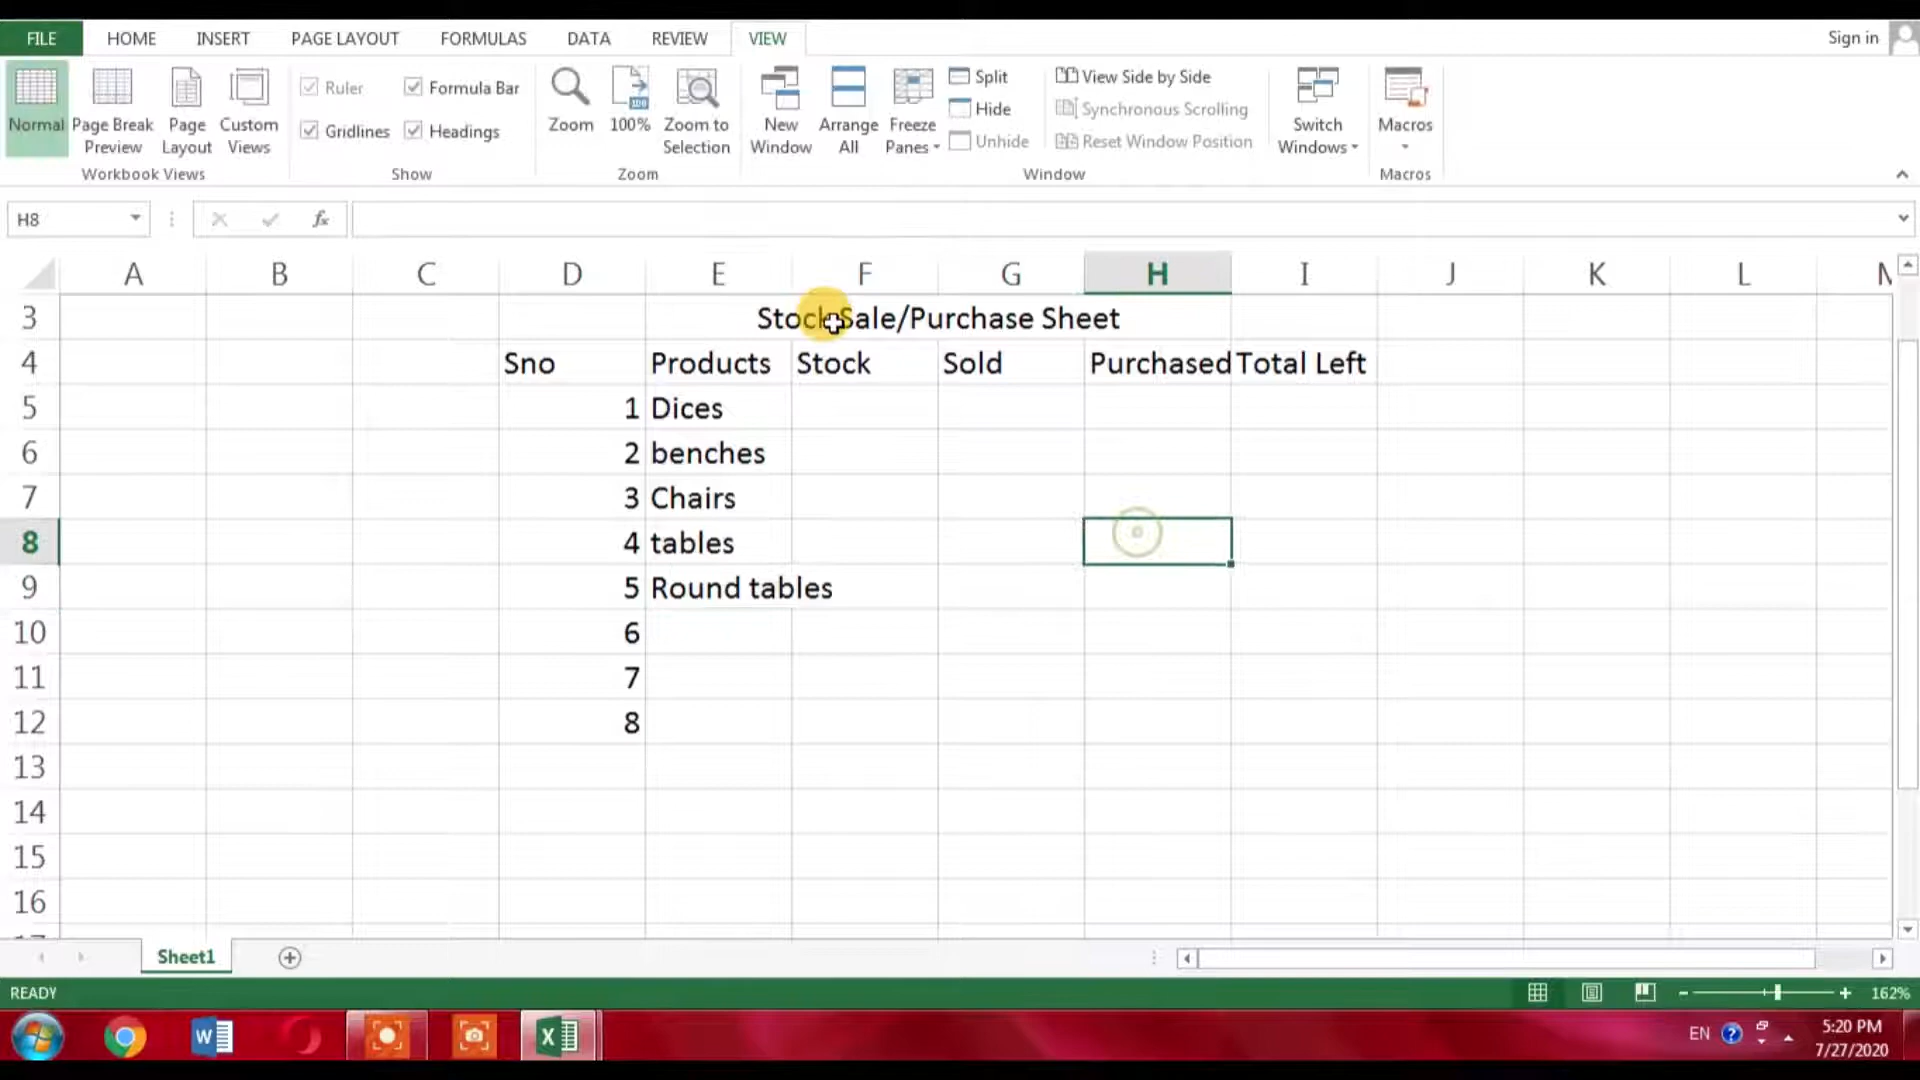 FILE HOME INSERT PAGE LAYOUT FORMULAS DATA REVIEW VIEW Sign in
Normal Page Break Preview Page Layout Custom Views
Workbook Views
Ruler Formula Bar
Gridlines Headings
Show
Zoom 100% Zoom to Selection
Zoom
New Window Arrange All Freeze Panes
Split
Hide
Unhide
View Side by Side
Synchronous Scrolling
Reset Window Position
Switch Windows
Window
Macros
Macros
H8 fx
A B C D E F G H I J K L
3 Stock Sale/Purchase Sheet
4 Sno Products Stock Sold Purchased Total Left
5 1 Dices
6 2 benches
7 3 Chairs
8 4 tables
9 5 Round tables
10 6
11 7
12 8
13
14
15
16
Sheet1
READY 162%
EN 5:20 PM
7/27/2020